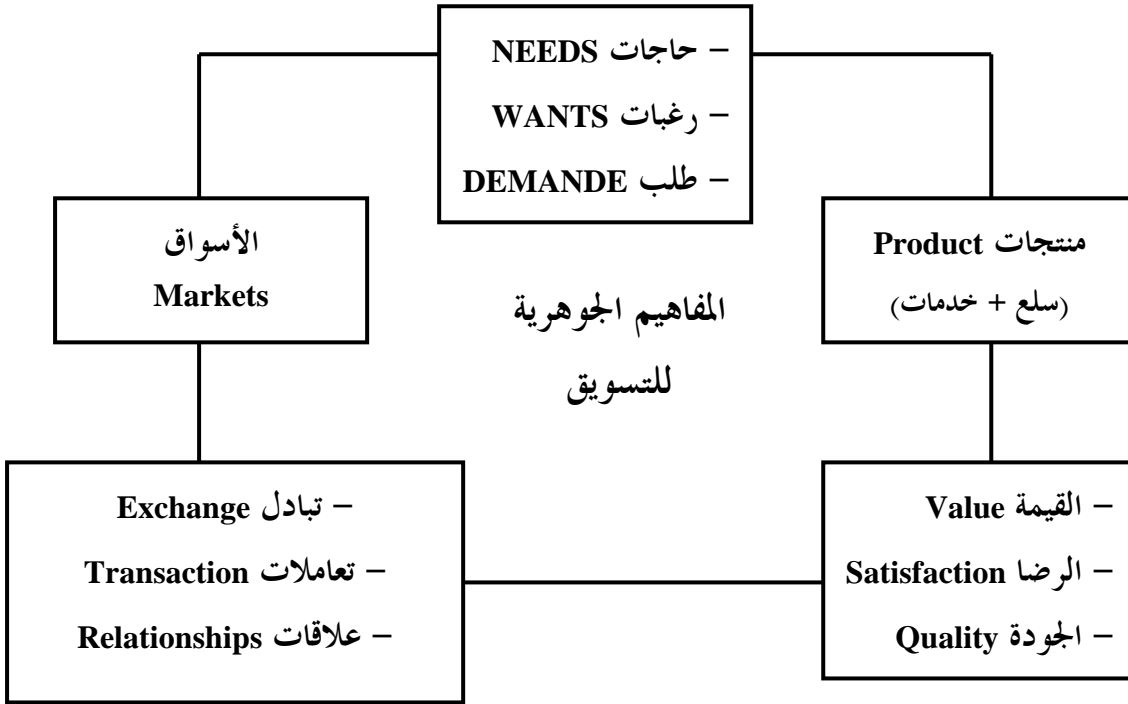 – حاجات NEEDS
– رغبات WANTS
– طلب DEMANDE
منتجات Product
(سلع + خدمات)
الأسواق
Markets
المفاهيم الجوهرية
للتسويق
– القيمة Value
– الرضا Satisfaction
– الجودة Quality
– تبادل Exchange
– تعاملات Transaction
– علاقات Relationships